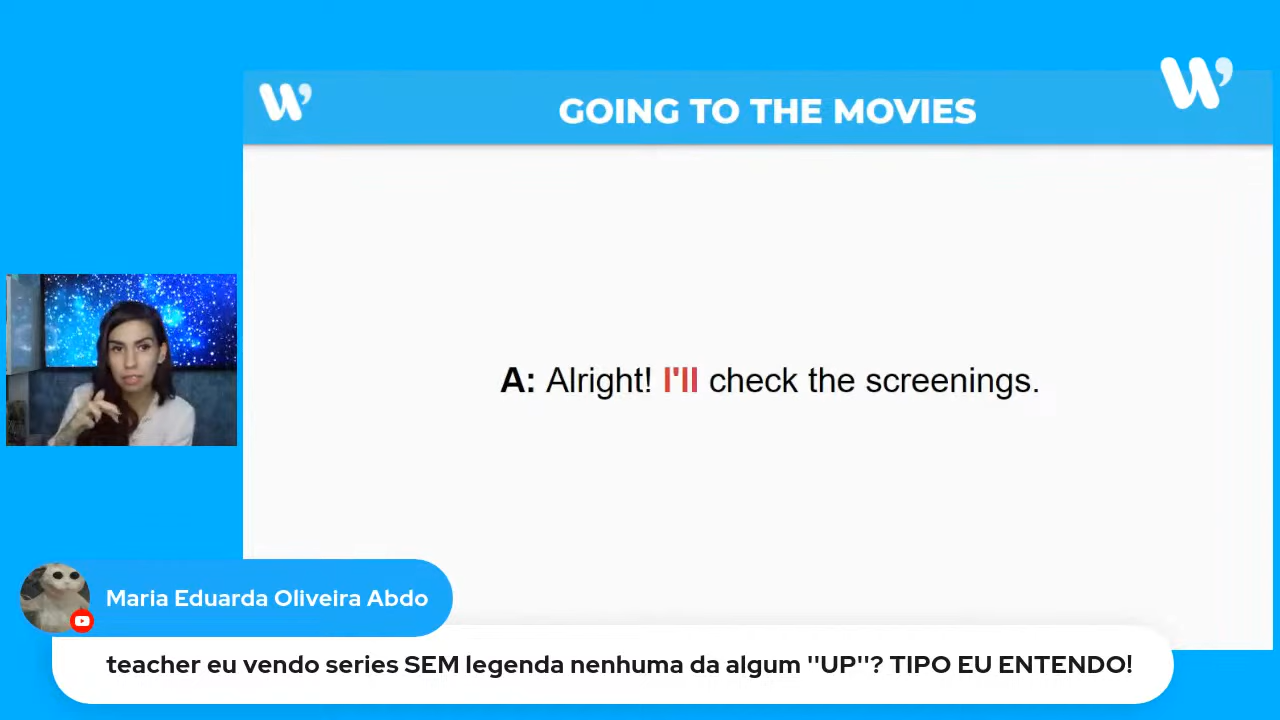 W'
W'
GOING TO THE MOVIES
A: Alright! I'll check the screenings.
Maria Eduarda Oliveira Abdo
teacher eu vendo series SEM legenda nenhuma da algum ''UP''? TIPO EU ENTENDO!